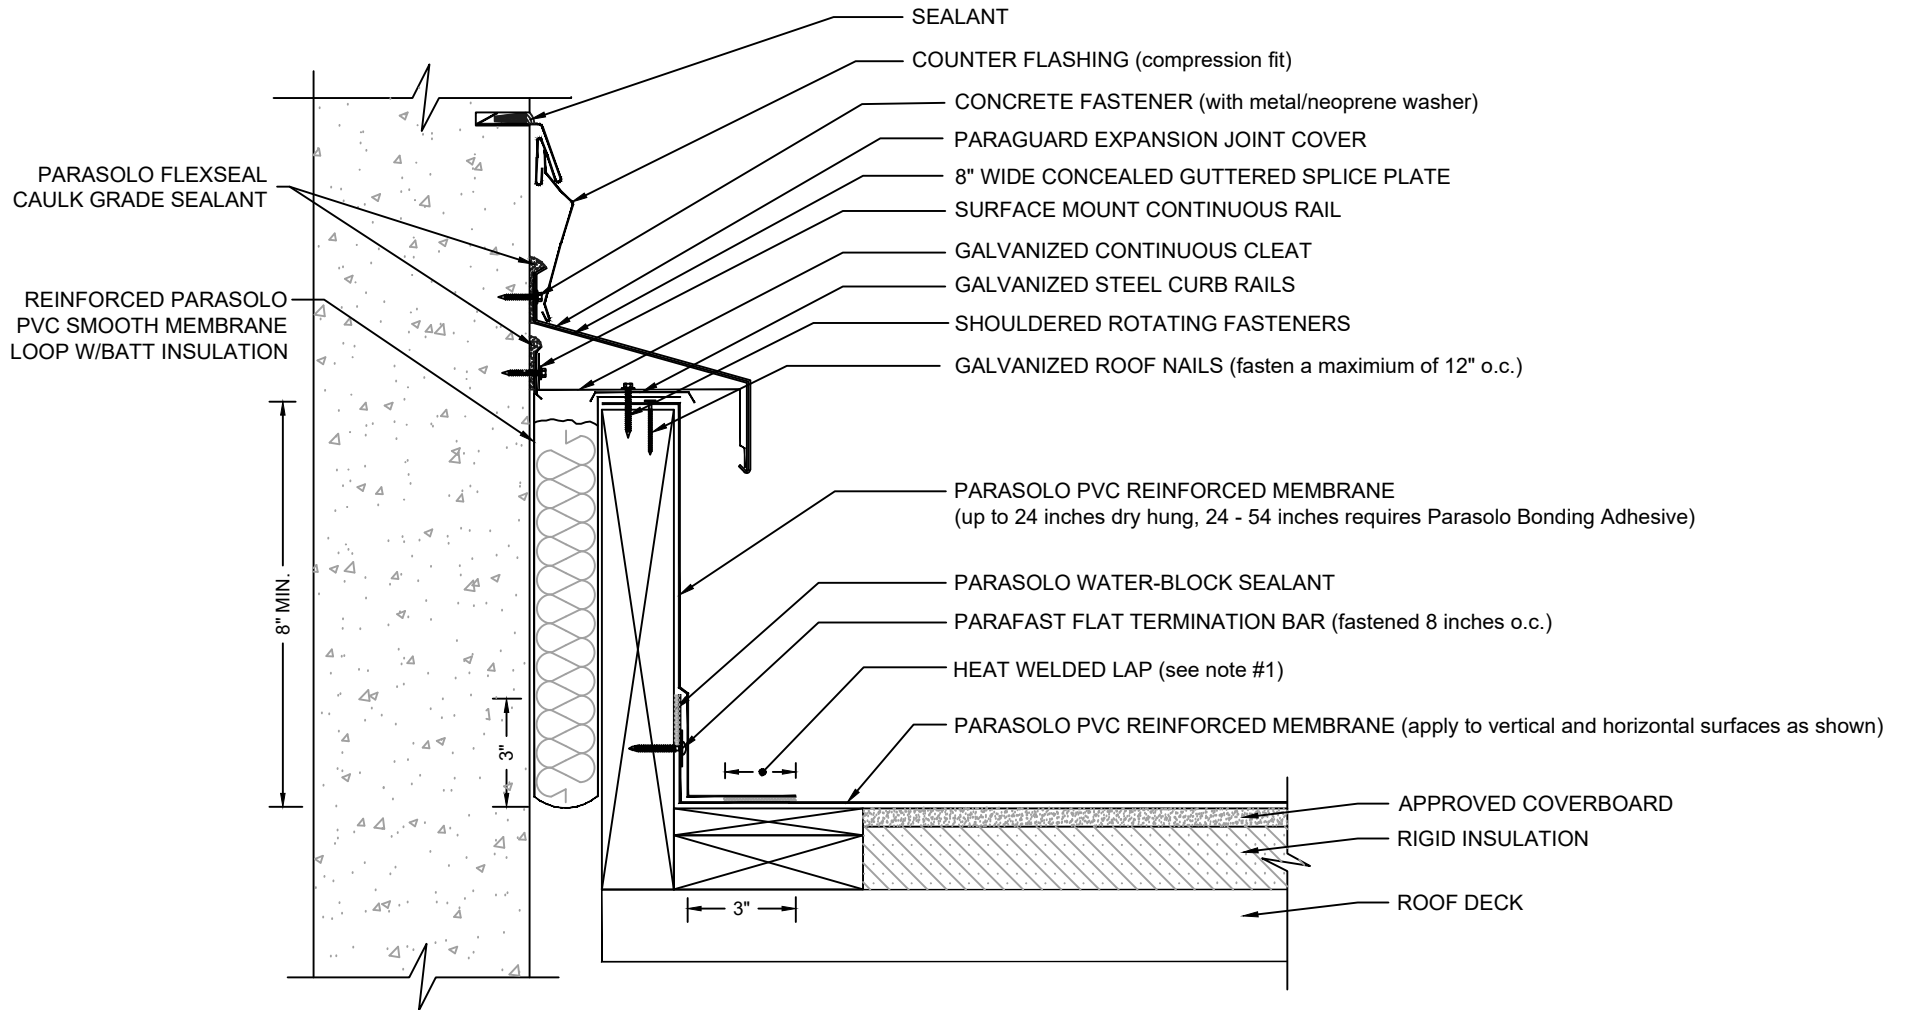 SEALANT
COUNTER FLASHING (compression fit)
CONCRETE FASTENER (with metal/neoprene washer)
PARAGUARD EXPANSION JOINT COVER
8" WIDE CONCEALED GUTTERED SPLICE PLATE
SURFACE MOUNT CONTINUOUS RAIL
GALVANIZED CONTINUOUS CLEAT
GALVANIZED STEEL CURB RAILS
SHOULDERED ROTATING FASTENERS
GALVANIZED ROOF NAILS (fasten a maximium of 12" o.c.)
PARASOLO FLEXSEAL
CAULK GRADE SEALANT
REINFORCED PARASOLO
PVC SMOOTH MEMBRANE
LOOP W/BATT INSULATION
8" MIN.
3"
PARASOLO PVC REINFORCED MEMBRANE
(up to 24 inches dry hung, 24 - 54 inches requires Parasolo Bonding Adhesive)
PARASOLO WATER-BLOCK SEALANT
PARAFAST FLAT TERMINATION BAR (fastened 8 inches o.c.)
HEAT WELDED LAP (see note #1)
PARASOLO PVC REINFORCED MEMBRANE (apply to vertical and horizontal surfaces as shown)
APPROVED COVERBOARD
RIGID INSULATION
ROOF DECK
3"